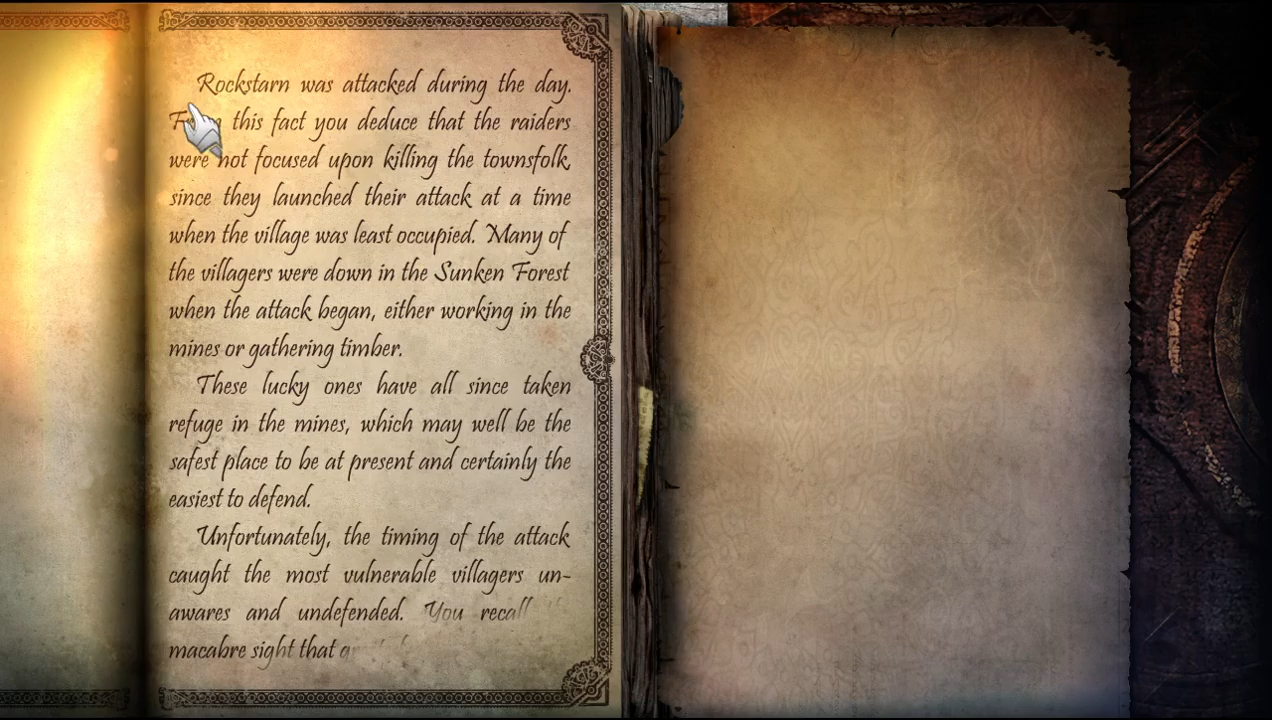 Rockstarn was attacked during the day.
this fact you deduce that the raiders
were not focused upon killing the townsfolk,
since they launched their attack at a time
when the village was least occupied. Many of
the villagers were down in the Sunken Forest
when the attack began, either working in the
mines or gathering timber.
These lucky ones have all since taken
refuge in the mines, which may well be the
safest place to be at present and certainly the
easiest to defend.
Unfortunately, the timing of the attack
caught the most vulnerable villagers un-
awares and undefended. You recall
macabre sight that